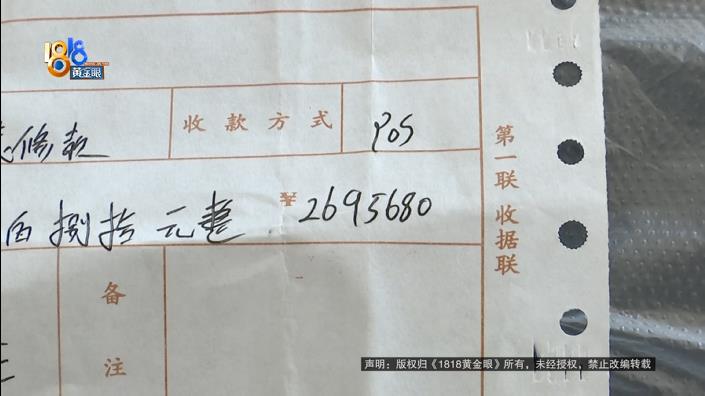 1818
黄金眼
修款 收款方式 POS
佰捌拾元整 ¥2695680
第一联 收据联
备注
声明：版权归《1818黄金眼》所有，未经授权，禁止改编转载